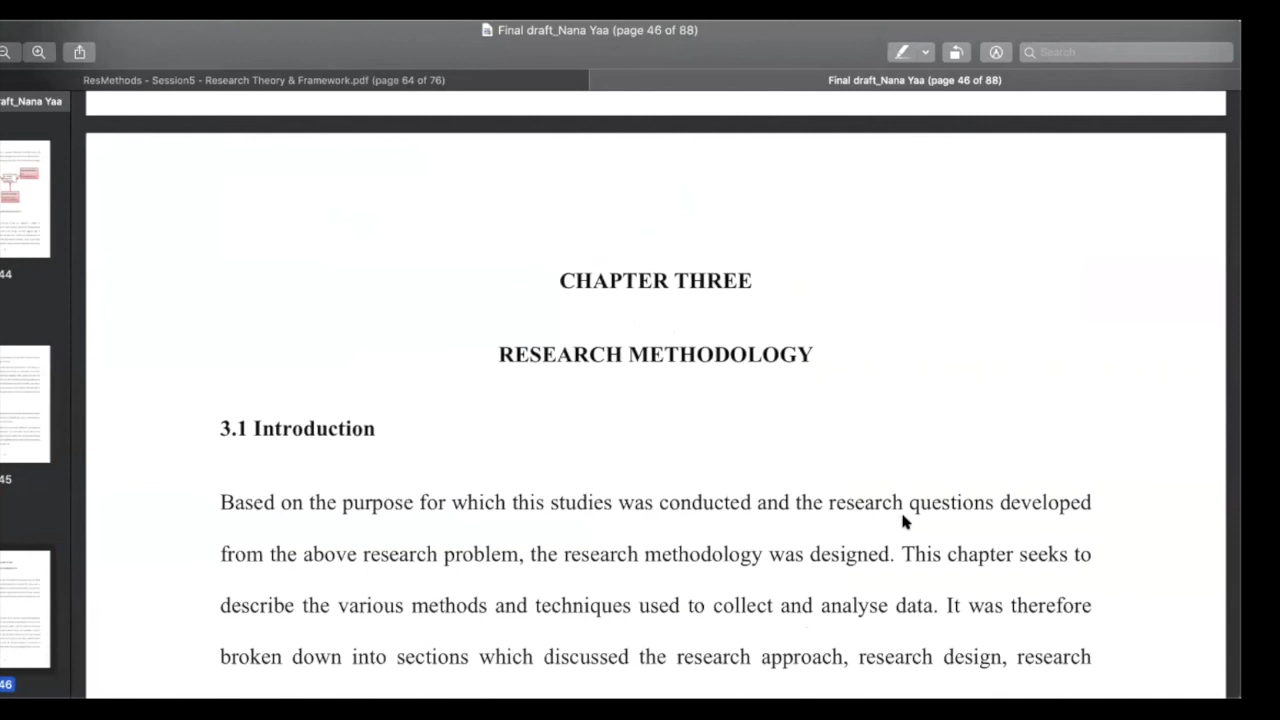 Final draft_Nana Yaa (page 46 of 88)
Search
ResMethods - Session5 - Research Theory & Framework.pdf (page 64 of 76)
Final draft_Nana Yaa (page 46 of 88)
aft_Nana Yaa
44
45
46
CHAPTER THREE
RESEARCH METHODOLOGY
3.1 Introduction
Based on the purpose for which this studies was conducted and the research questions developed
from the above research problem, the research methodology was designed. This chapter seeks to
describe the various methods and techniques used to collect and analyse data. It was therefore
broken down into sections which discussed the research approach, research design, research